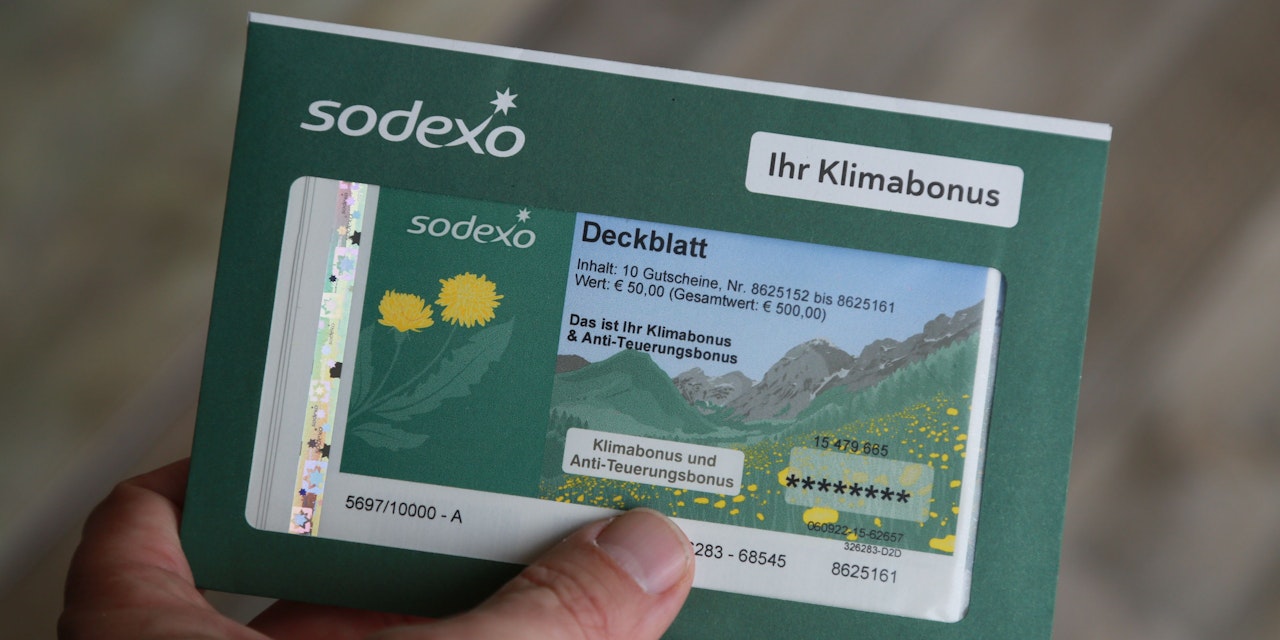 sodexo
Ihr Klimabonus
sodexo
Deckblatt
Inhalt: 10 Gutscheine, Nr. 8625152 bis 8625161
Wert: € 50,00 (Gesamtwert: € 500,00)
Das ist Ihr Klimabonus
& Anti-Teuerungsbonus
Klimabonus und
Anti-Teuerungsbonus
15 479 665
********
060922-15-62657
326283-D2D
5697/10000 - A
6283 - 68545
8625161